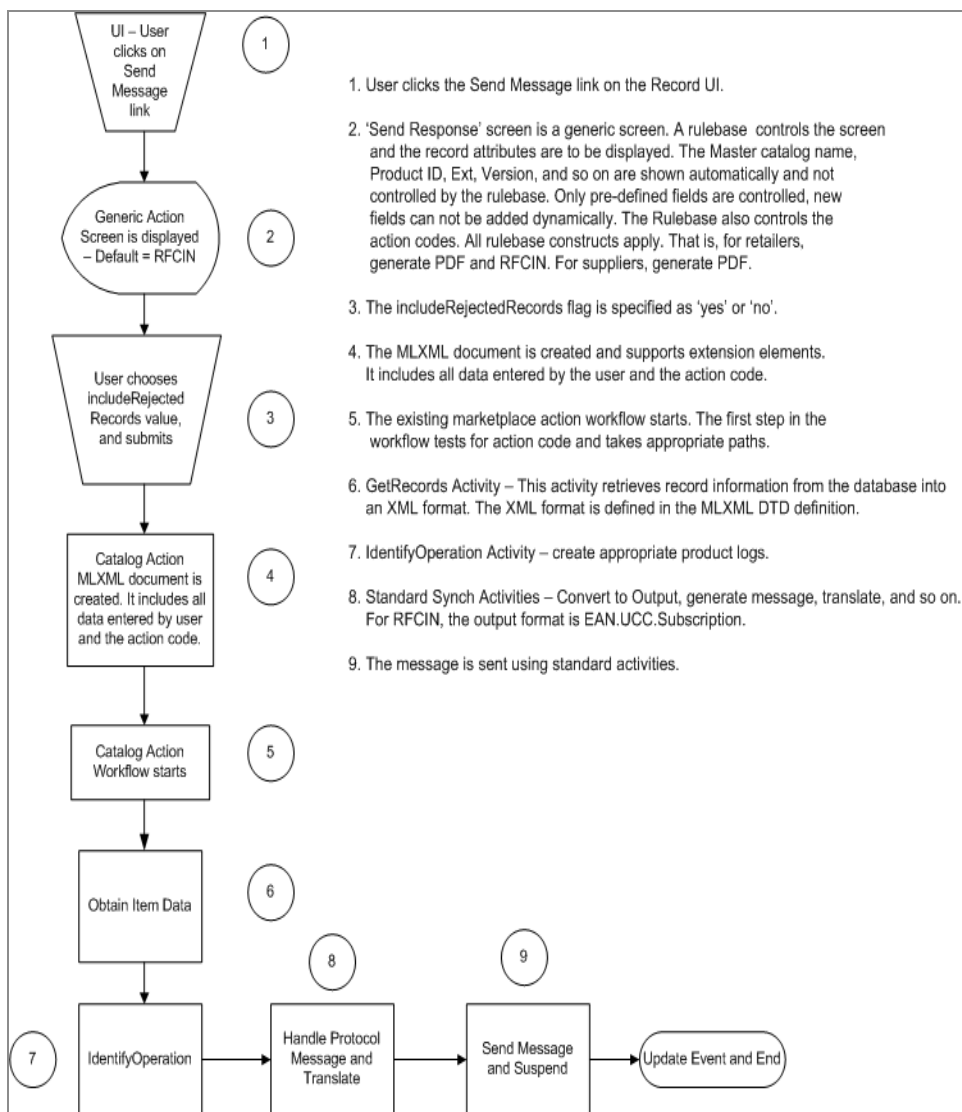 UI – User
clicks on
Send
Message
link
1
1. User clicks the Send Message link on the Record UI.
2. ‘Send Response’ screen is a generic screen. A rulebase controls the screen
and the record attributes are to be displayed. The Master catalog name,
Product ID, Ext, Version, and so on are shown automatically and not
controlled by the rulebase. Only pre-defined fields are controlled, new
fields can not be added dynamically. The Rulebase also controls the
action codes. All rulebase constructs apply. That is, for retailers,
generate PDF and RFCIN. For suppliers, generate PDF.
Generic Action
Screen is displayed
– Default = RFCIN
2
3. The includeRejectedRecords flag is specified as ‘yes’ or ‘no’.
4. The MLXML document is created and supports extension elements.
It includes all data entered by the user and the action code.
User chooses
includeRejected
Records value,
and submits
3
5. The existing marketplace action workflow starts. The first step in the
workflow tests for action code and takes appropriate paths.
6. GetRecords Activity – This activity retrieves record information from the database into
an XML format. The XML format is defined in the MLXML DTD definition.
7. IdentifyOperation Activity – create appropriate product logs.
8. Standard Synch Activities – Convert to Output, generate message, translate, and so on.
For RFCIN, the output format is EAN.UCC.Subscription.
9. The message is sent using standard activities.
Catalog Action
MLXML document is
created. It includes all
data entered by user
and the action code.
4
Catalog Action
Workflow starts
5
Obtain Item Data
6
7
IdentifyOperation
8
Handle Protocol
Message and
Translate
9
Send Message
and Suspend
Update Event and End